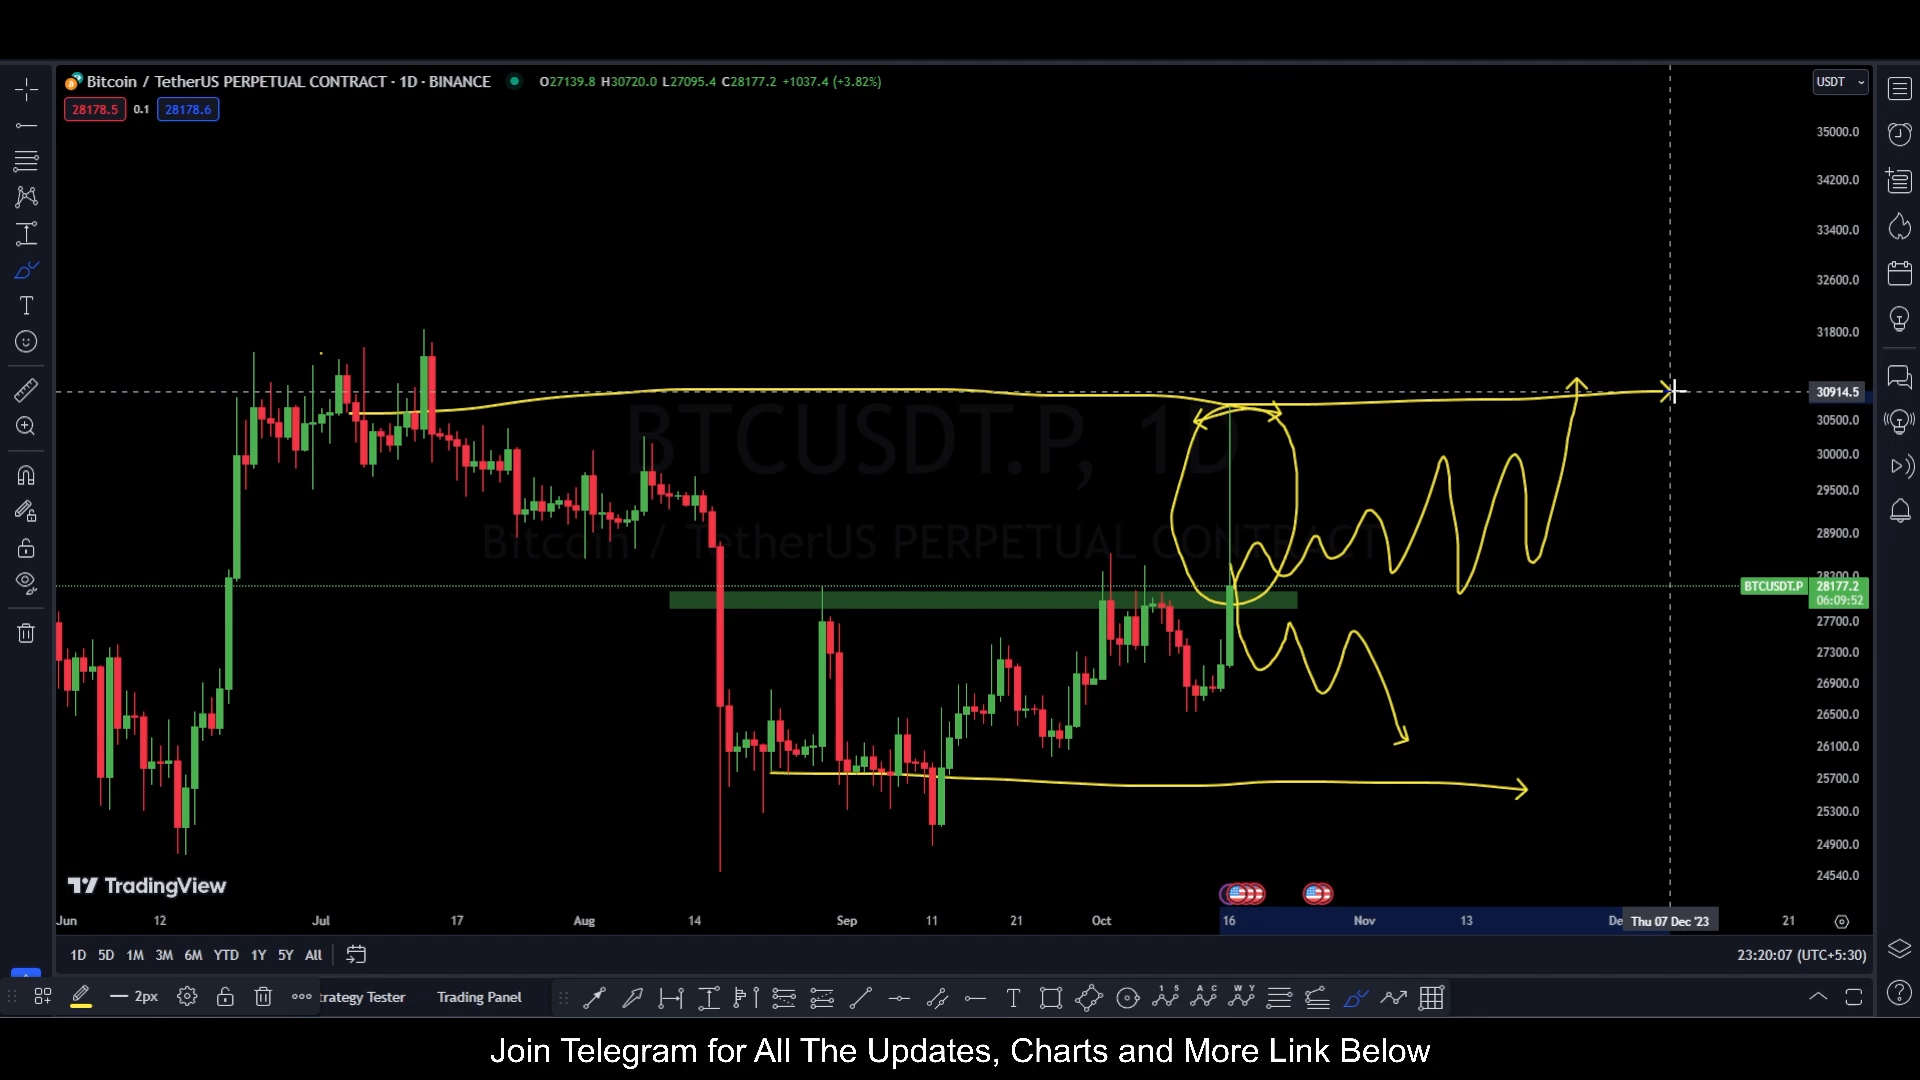 Bitcoin / TetherUS PERPETUAL CONTRACT · 1D · BINANCE O27139.8 H30720.0 L27095.4 C28177.2 +1037.4 (+3.82%)
USDT
28178.5 0.1 28178.6
35000.0
34200.0
33400.0
32600.0
31800.0
30914.5
30500.0
30000.0
29500.0
28900.0
28300.0
BTCUSDT.P 28177.2
06:09:52
27700.0
27300.0
26900.0
26500.0
26100.0
25700.0
25300.0
24900.0
24540.0
BTCUSDT.P, 1D
Bitcoin / TetherUS PERPETUAL CONTRACT
TradingView
Jun 12 Jul 17 Aug 14 Sep 11 21 Oct 16 Nov 13 De Thu 07 Dec '23 21
1D 5D 1M 3M 6M YTD 1Y 5Y All 23:20:07 (UTC+5:30)
2px trategy Tester Trading Panel
Join Telegram for All The Updates, Charts and More Link Below